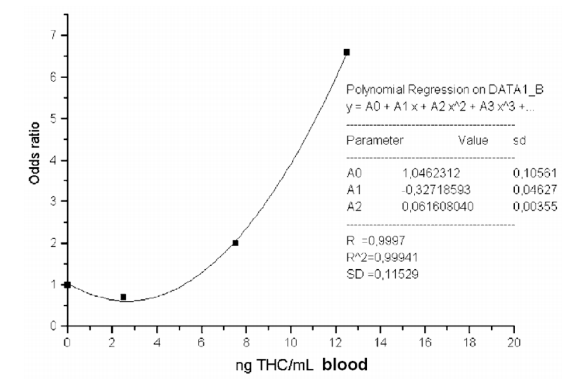 Odds ratio
7
6
5
4
3
2
1
0
0 2 4 6 8 10 12 14 16 18 20
ng THC/mL blood
Polynomial Regression on DATA1_B
y = A0 + A1 x + A2 x^2 + A3 x^3 +...
Parameter Value sd
A0 1,0462312 0,10561
A1 -0,32718593 0,04627
A2 0,061608040 0,00355
R =0,9997
R^2=0,99941
SD =0,11529